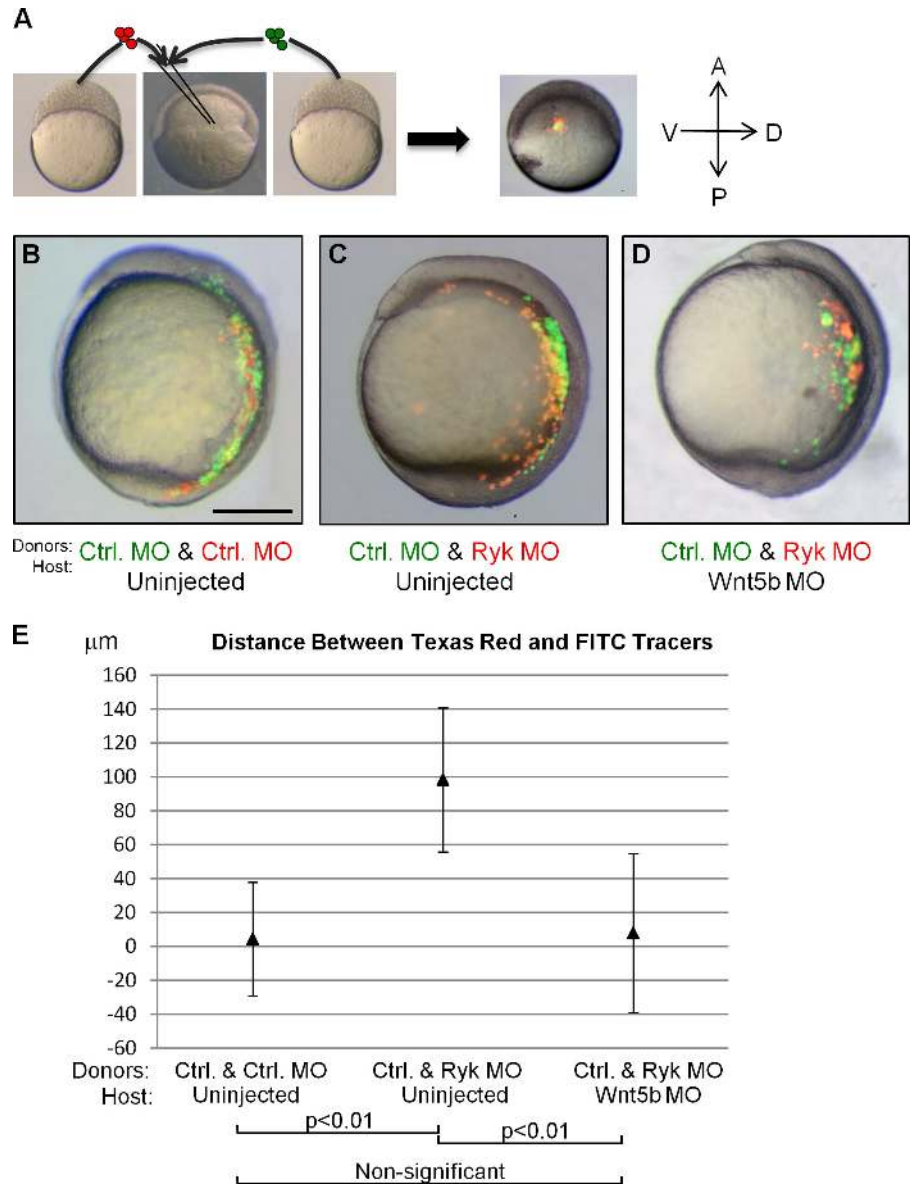 A
A
V D
P
B
C
D
Donors: Ctrl. MO & Ctrl. MO
Host: Uninjected
Ctrl. MO & Ryk MO
Uninjected
Ctrl. MO & Ryk MO
Wnt5b MO
E
μm
Distance Between Texas Red and FITC Tracers
160
140
120
100
80
60
40
20
0
-20
-40
-60
Donors: Ctrl. & Ctrl. MO Ctrl. & Ryk MO Ctrl. & Ryk MO
Host: Uninjected Uninjected Wnt5b MO
p<0.01
p<0.01
Non-significant